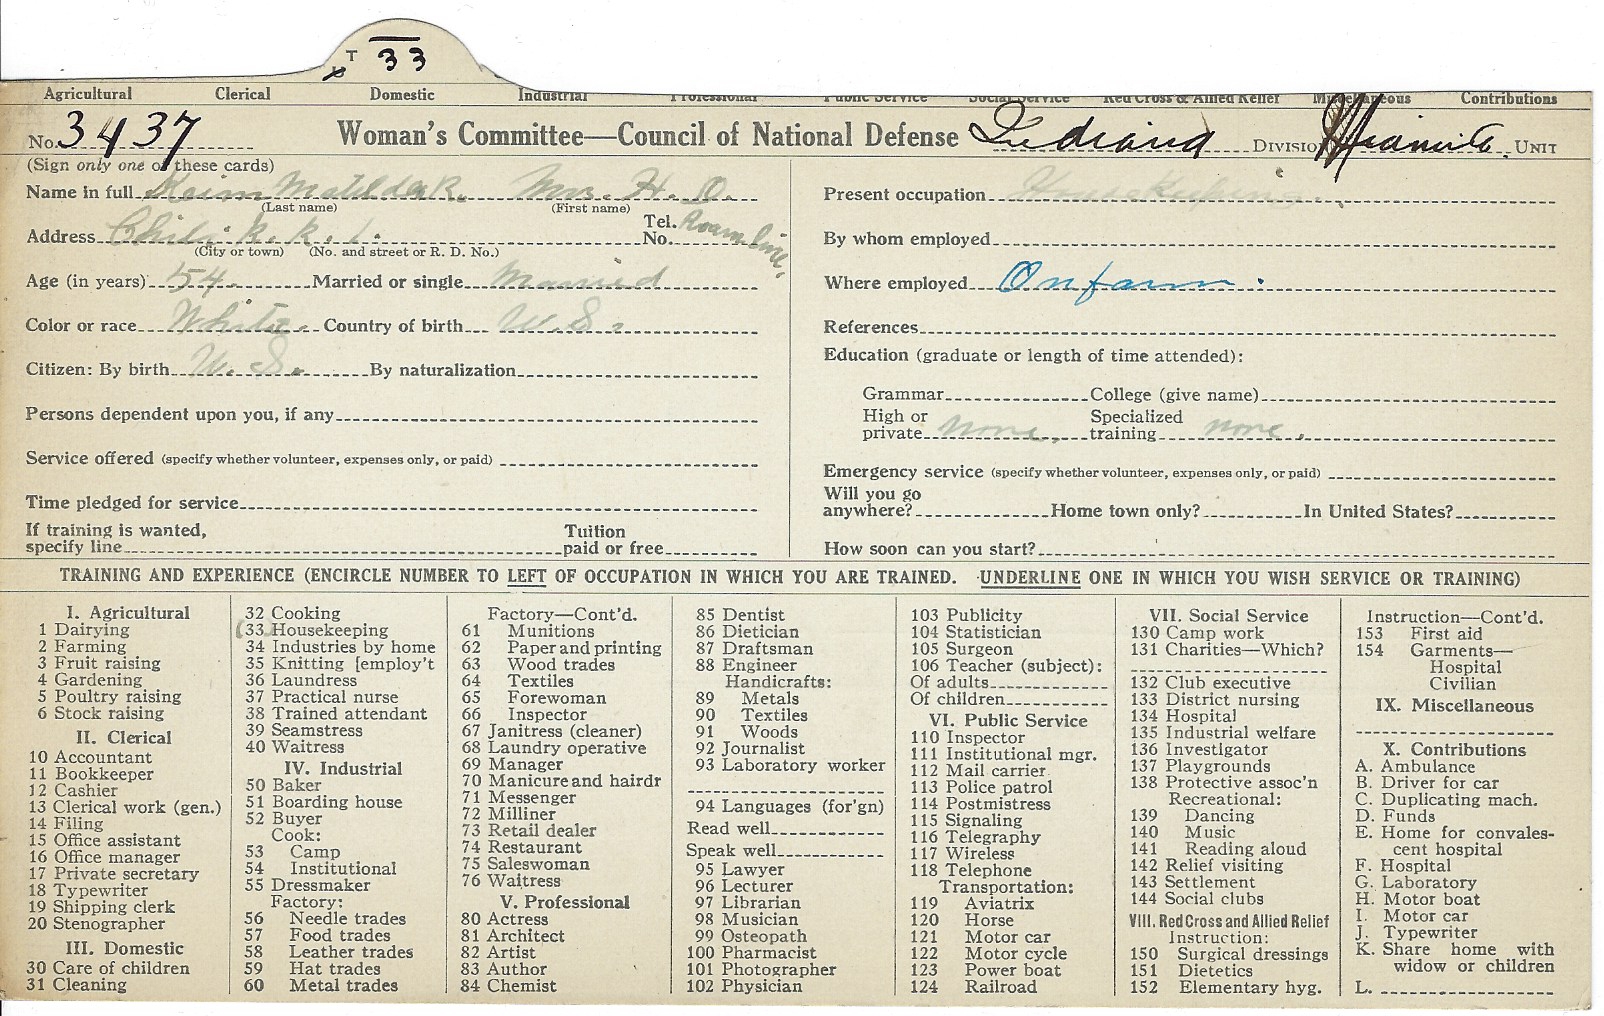 T 33
Agricultural Clerical Domestic Industrial Professional Public Service Social Service Red Cross & Allied Relief Miscellaneous Contributions
No. 3437 Woman's Committee—Council of National Defense Indiana Division Miami Co. Unit
(Sign only one of these cards)
Name in full Keim Matilda R. Mrs. H. O.
(Last name) (First name)
Address Chili R. R. 1. Tel. No. Roann line.
(City or town) (No. and street or R. D. No.)
Age (in years) 54. Married or single Married
Color or race White. Country of birth U. S.
Citizen: By birth U. S. By naturalization
Persons dependent upon you, if any
Service offered (specify whether volunteer, expenses only, or paid)
Time pledged for service
If training is wanted,
specify line
Tuition
paid or free
Present occupation Housekeeping.
By whom employed
Where employed On farm.
References
Education (graduate or length of time attended):
Grammar College (give name)
High or
private none, Specialized
training none.
Emergency service (specify whether volunteer, expenses only, or paid)
Will you go
anywhere? Home town only? In United States?
How soon can you start?
TRAINING AND EXPERIENCE (ENCIRCLE NUMBER TO LEFT OF OCCUPATION IN WHICH YOU ARE TRAINED. UNDERLINE ONE IN WHICH YOU WISH SERVICE OR TRAINING)
I. Agricultural
1 Dairying
2 Farming
3 Fruit raising
4 Gardening
5 Poultry raising
6 Stock raising
II. Clerical
10 Accountant
11 Bookkeeper
12 Cashier
13 Clerical work (gen.)
14 Filing
15 Office assistant
16 Office manager
17 Private secretary
18 Typewriter
19 Shipping clerk
20 Stenographer
III. Domestic
30 Care of children
31 Cleaning
32 Cooking
(33 Housekeeping
34 Industries by home
35 Knitting [employ't
36 Laundress
37 Practical nurse
38 Trained attendant
39 Seamstress
40 Waitress
IV. Industrial
50 Baker
51 Boarding house
52 Buyer
Cook:
53 Camp
54 Institutional
55 Dressmaker
Factory:
56 Needle trades
57 Food trades
58 Leather trades
59 Hat trades
60 Metal trades
Factory—Cont'd.
61 Munitions
62 Paper and printing
63 Wood trades
64 Textiles
65 Forewoman
66 Inspector
67 Janitress (cleaner)
68 Laundry operative
69 Manager
70 Manicure and hairdr
71 Messenger
72 Milliner
73 Retail dealer
74 Restaurant
75 Saleswoman
76 Waitress
V. Professional
80 Actress
81 Architect
82 Artist
83 Author
84 Chemist
85 Dentist
86 Dietician
87 Draftsman
88 Engineer
Handicrafts:
89 Metals
90 Textiles
91 Woods
92 Journalist
93 Laboratory worker
94 Languages (for'gn)
Read well
Speak well
95 Lawyer
96 Lecturer
97 Librarian
98 Musician
99 Osteopath
100 Pharmacist
101 Photographer
102 Physician
103 Publicity
104 Statistician
105 Surgeon
106 Teacher (subject):
Of adults
Of children
VI. Public Service
110 Inspector
111 Institutional mgr.
112 Mail carrier
113 Police patrol
114 Postmistress
115 Signaling
116 Telegraphy
117 Wireless
118 Telephone
Transportation:
119 Aviatrix
120 Horse
121 Motor car
122 Motor cycle
123 Power boat
124 Railroad
VII. Social Service
130 Camp work
131 Charities—Which?
132 Club executive
133 District nursing
134 Hospital
135 Industrial welfare
136 Investigator
137 Playgrounds
138 Protective assoc'n
Recreational:
139 Dancing
140 Music
141 Reading aloud
142 Relief visiting
143 Settlement
144 Social clubs
VIII. Red Cross and Allied Relief
Instruction:
150 Surgical dressings
151 Dietetics
152 Elementary hyg.
Instruction—Cont'd.
153 First aid
154 Garments—
Hospital
Civilian
IX. Miscellaneous
X. Contributions
A. Ambulance
B. Driver for car
C. Duplicating mach.
D. Funds
E. Home for convales-
cent hospital
F. Hospital
G. Laboratory
H. Motor boat
I. Motor car
J. Typewriter
K. Share home with
widow or children
L.